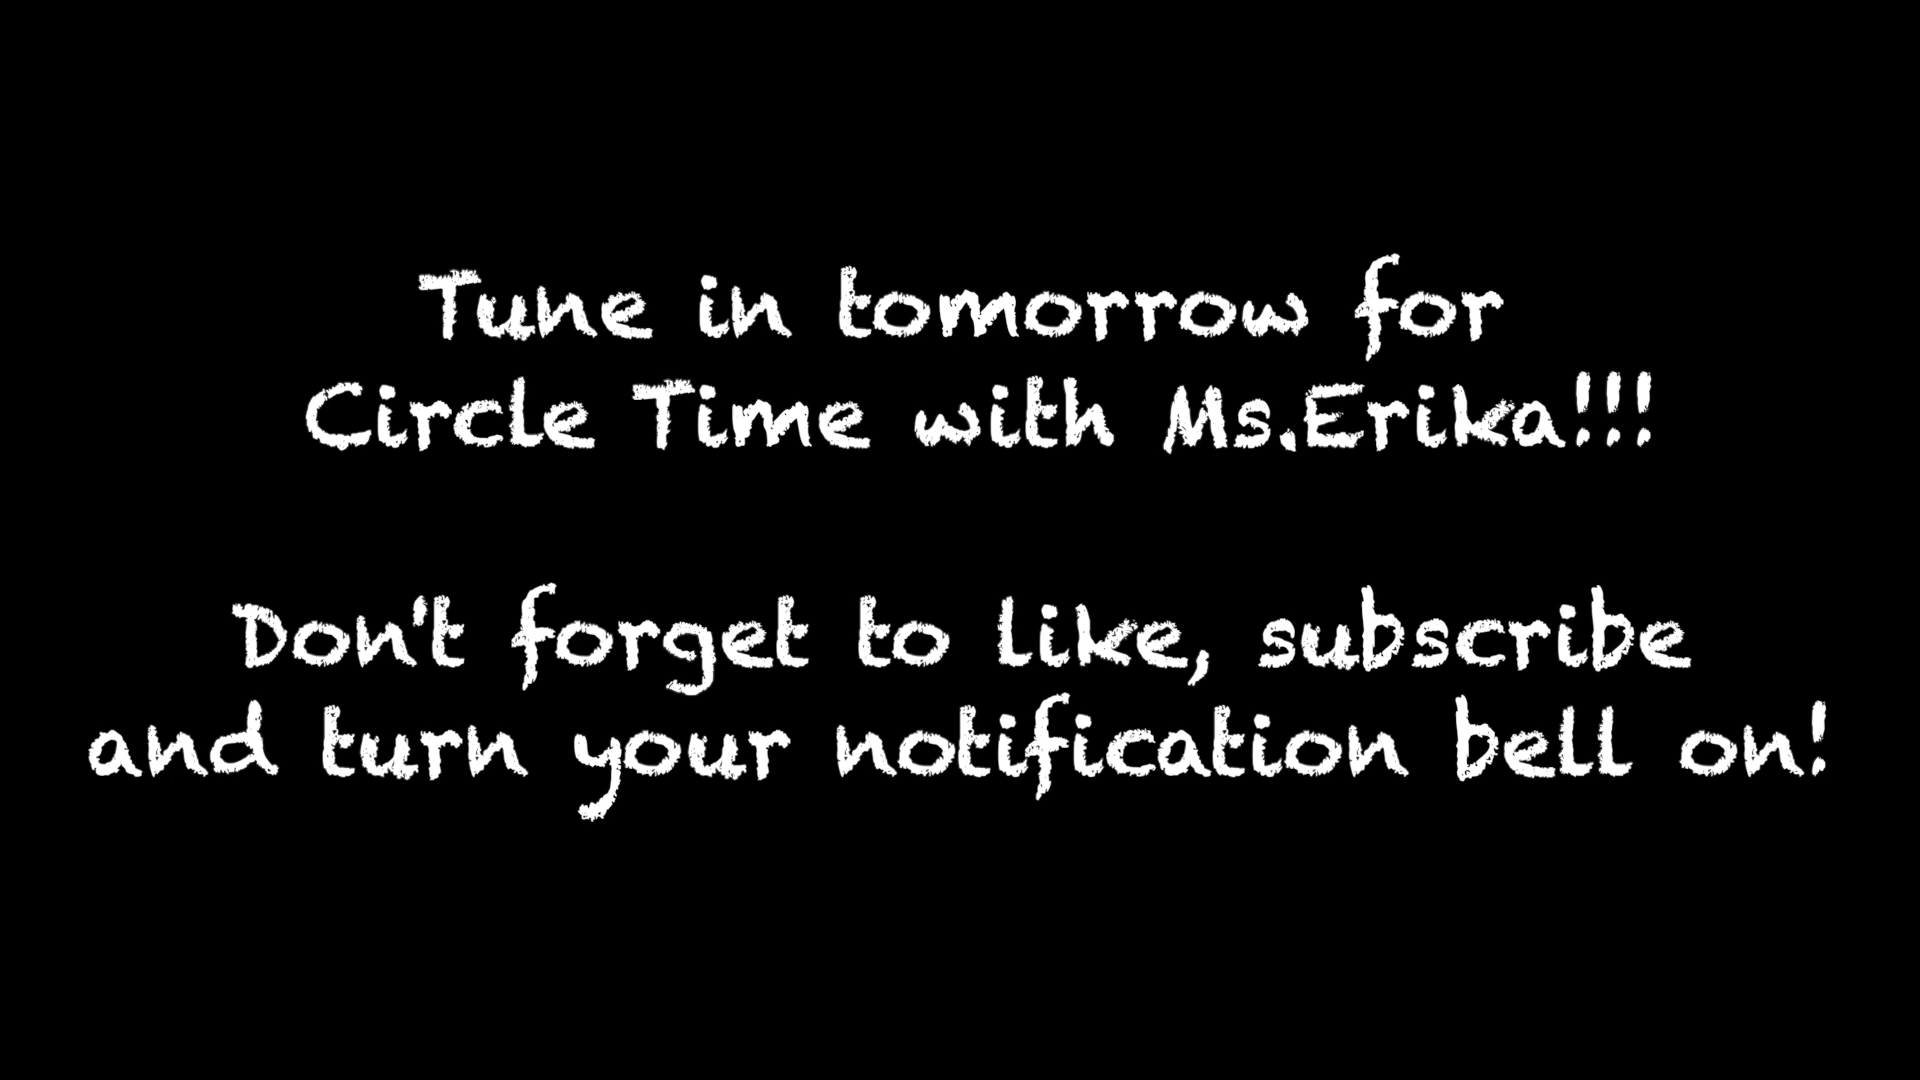 Tune in tomorrow for
Circle Time with Ms.Erika!!!
Don't forget to like, subscribe
and turn your notification bell on!